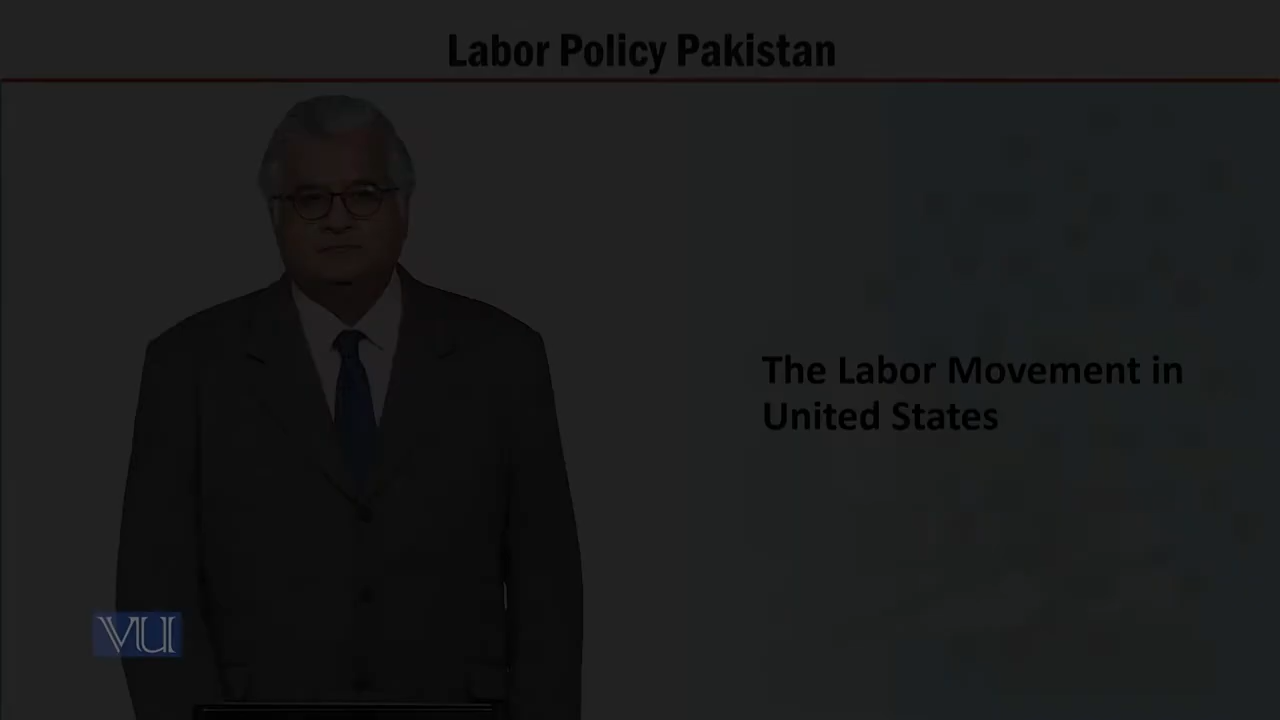 Labor Policy Pakistan
The Labor Movement in
United States
VU